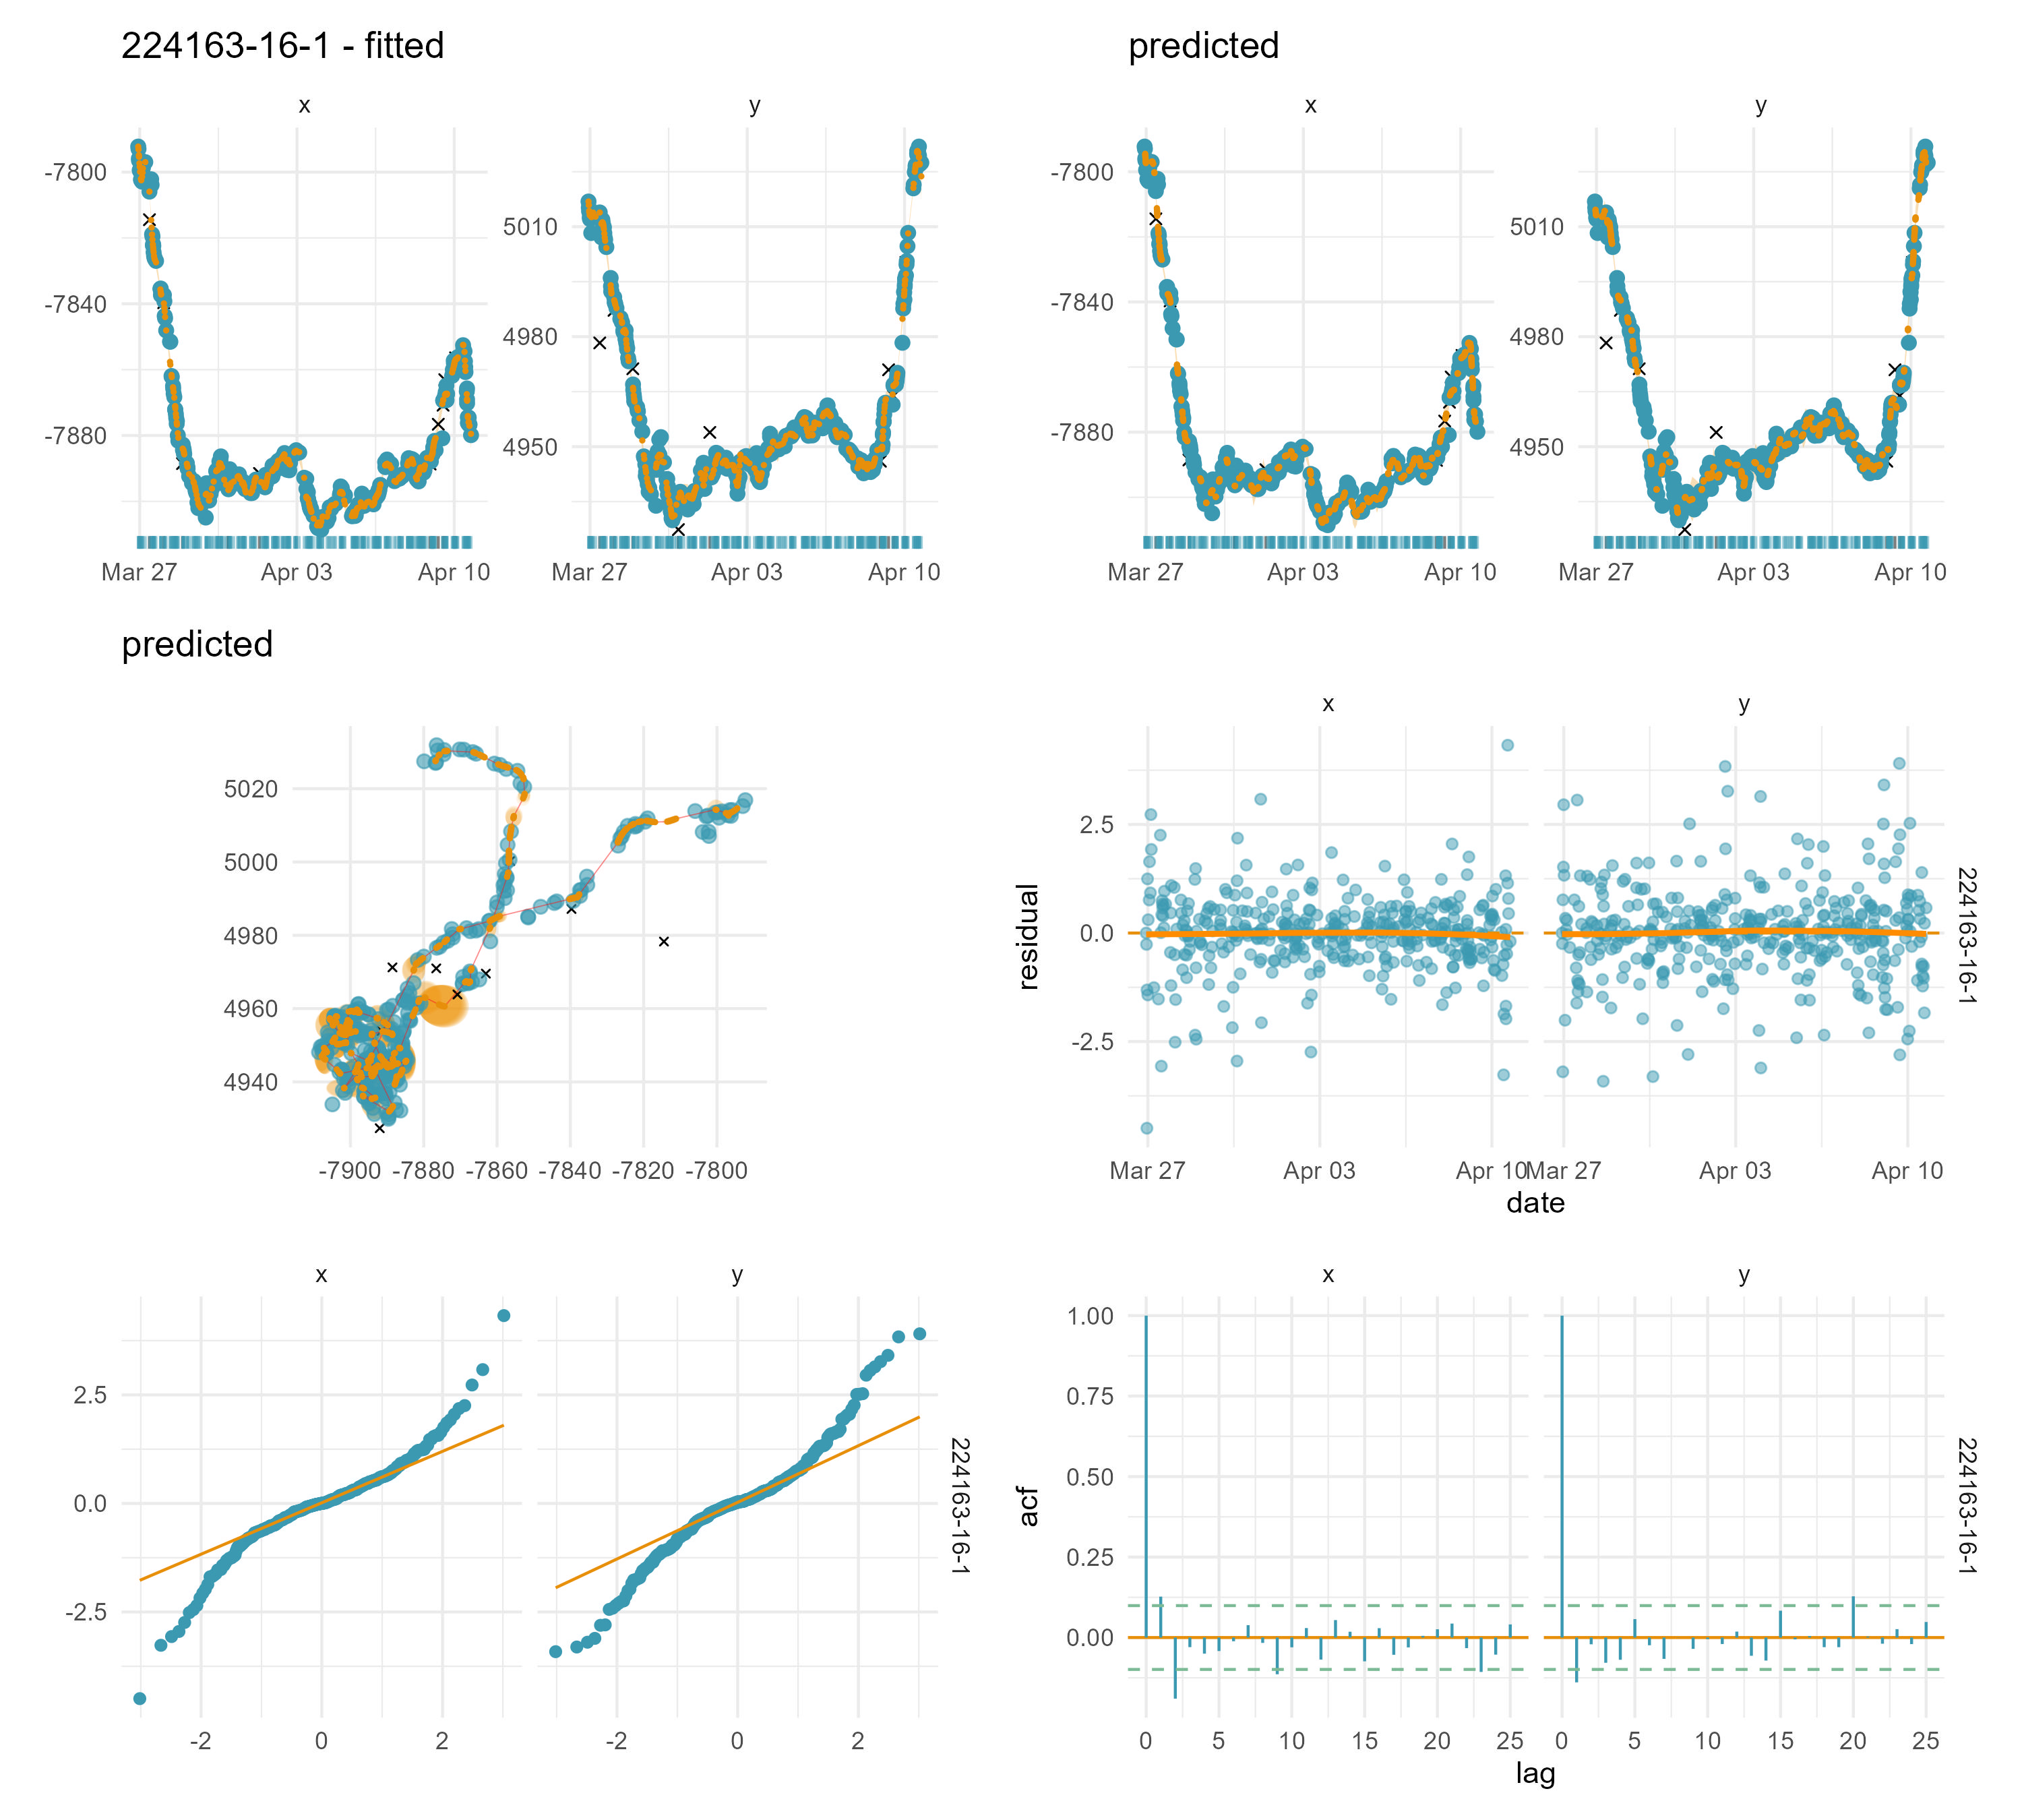 224163-16-1 - fitted
predicted
x
y
x
y
-7800
-7840
-7880
5010
4980
4950
-7800
-7840
-7880
5010
4980
4950
Mar 27
Apr 03
Apr 10
Mar 27
Apr 03
Apr 10
Mar 27
Apr 03
Apr 10
Mar 27
Apr 03
Apr 10
predicted
5020
5000
4980
4960
4940
-7900
-7880
-7860
-7840
-7820
-7800
x
y
residual
2.5
0.0
-2.5
224163-16-1
Mar 27
Apr 03
Apr 10
Mar 27
Apr 03
Apr 10
date
x
y
2.5
0.0
-2.5
224163-16-1
-2
0
2
-2
0
2
x
y
acf
1.00
0.75
0.50
0.25
0.00
224163-16-1
0
5
10
15
20
25
0
5
10
15
20
25
lag